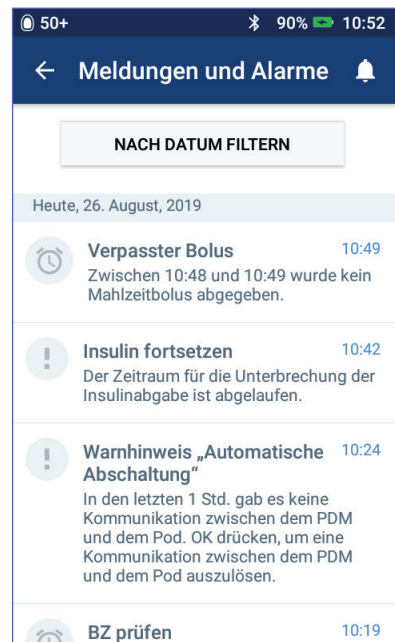 50+ 90% 10:52
Meldungen und Alarme
NACH DATUM FILTERN
Heute, 26. August, 2019
Verpasster Bolus 10:49
Zwischen 10:48 und 10:49 wurde kein
Mahlzeitbolus abgegeben.
Insulin fortsetzen 10:42
Der Zeitraum für die Unterbrechung der
Insulinabgabe ist abgelaufen.
Warnhinweis „Automatische 10:24
Abschaltung“
In den letzten 1 Std. gab es keine
Kommunikation zwischen dem PDM
und dem Pod. OK drücken, um eine
Kommunikation zwischen dem PDM
und dem Pod auszulösen.
BZ prüfen 10:19